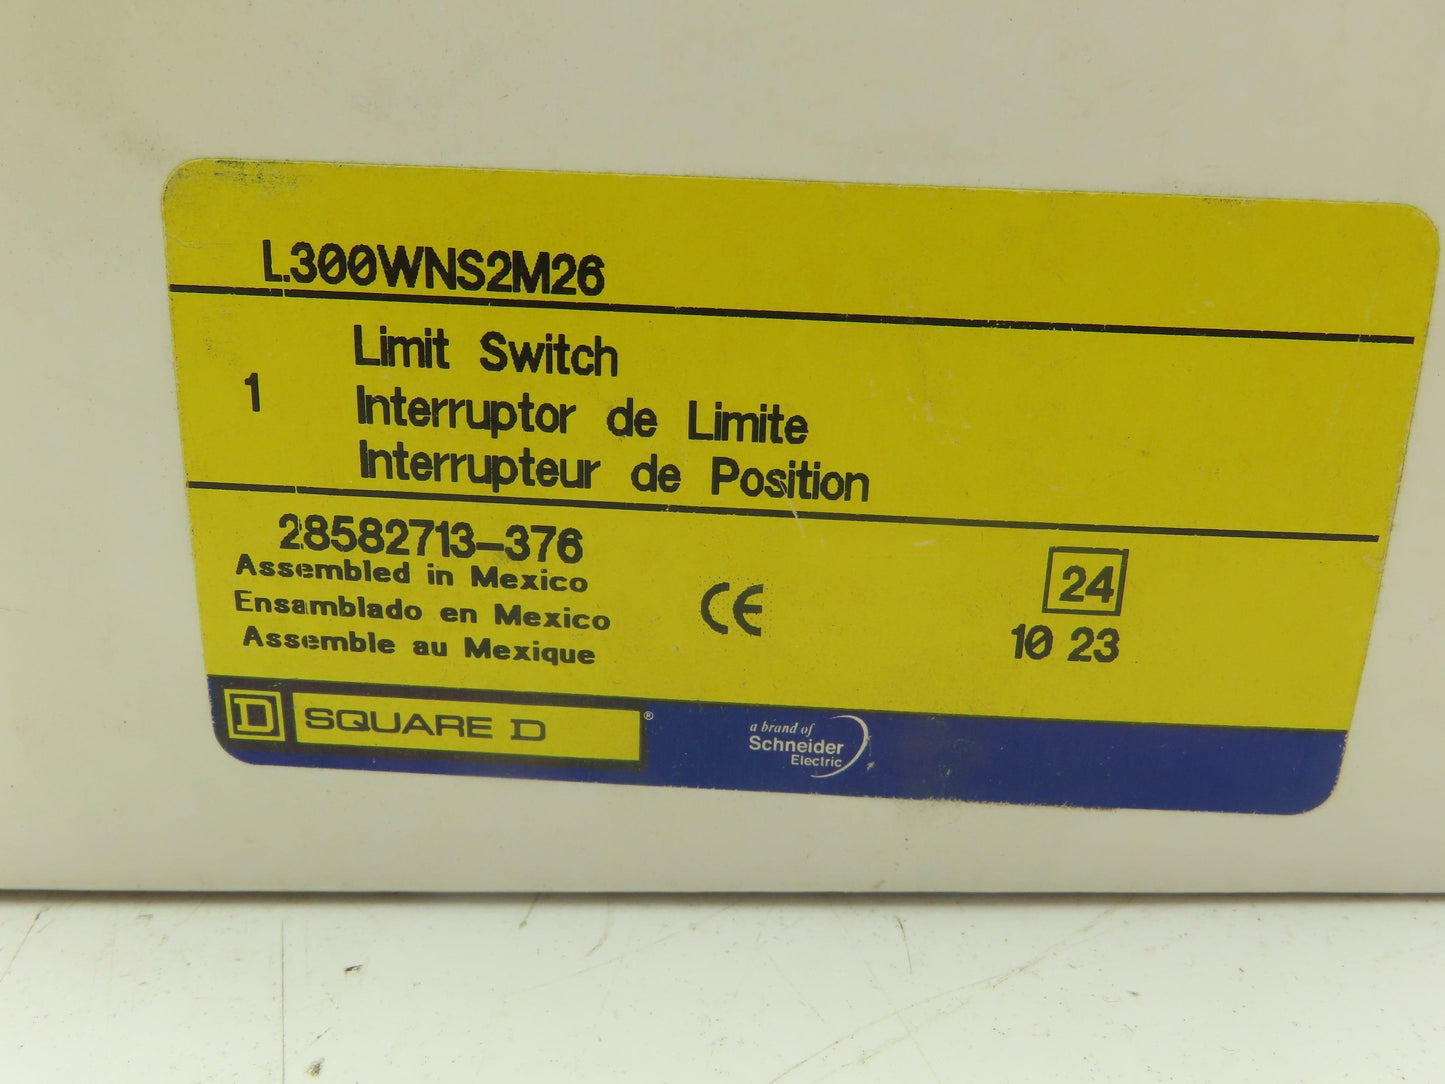 L300WNS2M26
1
Limit Switch
Interruptor de Limite
Interrupteur de Position
28582713-376
Assembled in Mexico
Ensamblado en Mexico
Assemble au Mexique
CE
24
10 23
D SQUARE D ®
a brand of
Schneider
Electric